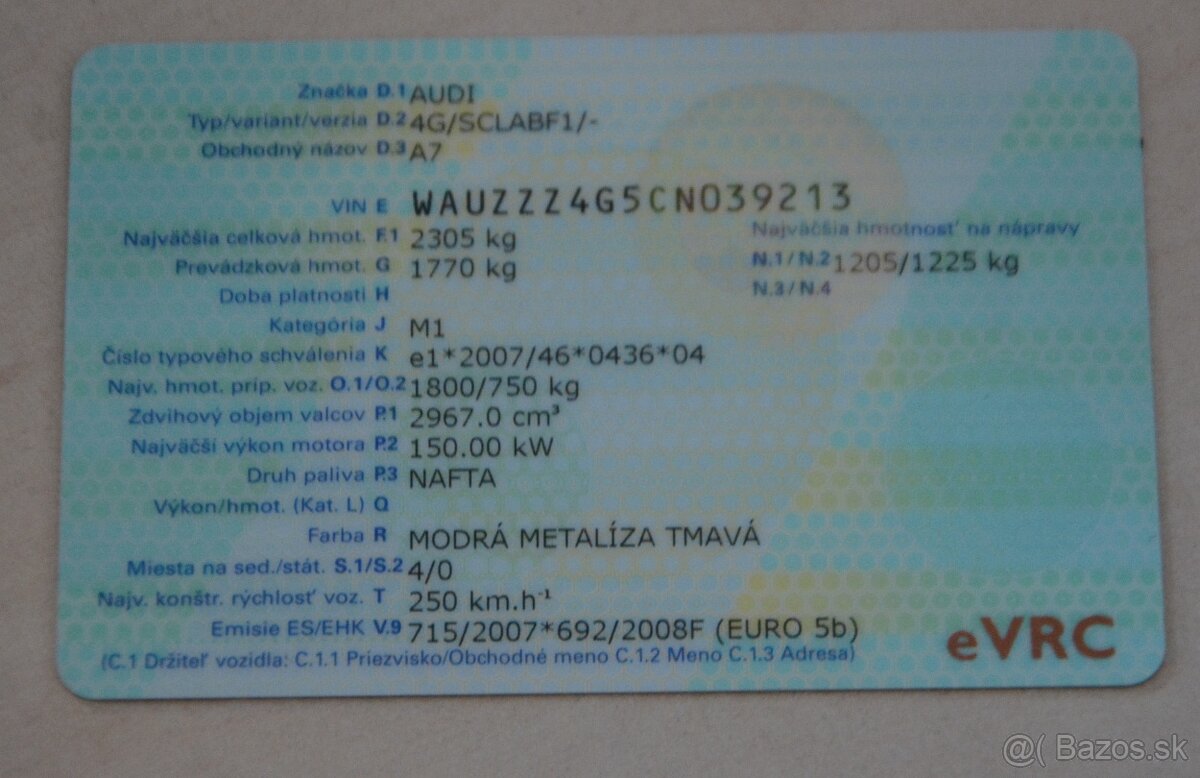 Značka D.1 AUDI
Typ/variant/verzia D.2 4G/SCLABF1/-
Obchodný názov D.3 A7
VIN E WAUZZZ4G5CN039213
Najväčšia celková hmot. F.1 2305 kg
Najväčšia hmotnosť na nápravy
Prevádzková hmot. G 1770 kg
N.1/N.2 1205/1225 kg
Doba platnosti H
N.3/N.4
Kategória J M1
Číslo typového schválenia K e1*2007/46*0436*04
Najv. hmot. príp. voz. O.1/O.2 1800/750 kg
Zdvihový objem valcov P.1 2967.0 cm³
Najväčší výkon motora P.2 150.00 kW
Druh paliva P.3 NAFTA
Výkon/hmot. (Kat. L) Q
Farba R MODRÁ METALÍZA TMAVÁ
Miesta na sed./stát. S.1/S.2 4/0
Najv. konštr. rýchlosť voz. T 250 km.h⁻¹
Emisie ES/EHK V.9 715/2007*692/2008F (EURO 5b)
(C.1 Držiteľ vozidla: C.1.1 Priezvisko/Obchodné meno C.1.2 Meno C.1.3 Adresa)
eVRC
@( Bazos.sk